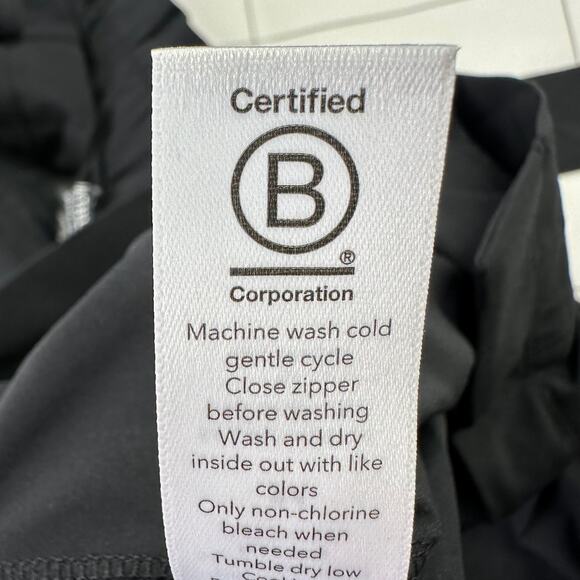 Certified
B
®
Corporation
Machine wash cold
gentle cycle
Close zipper
before washing
Wash and dry
inside out with like
colors
Only non-chlorine
bleach when
needed
Tumble dry low